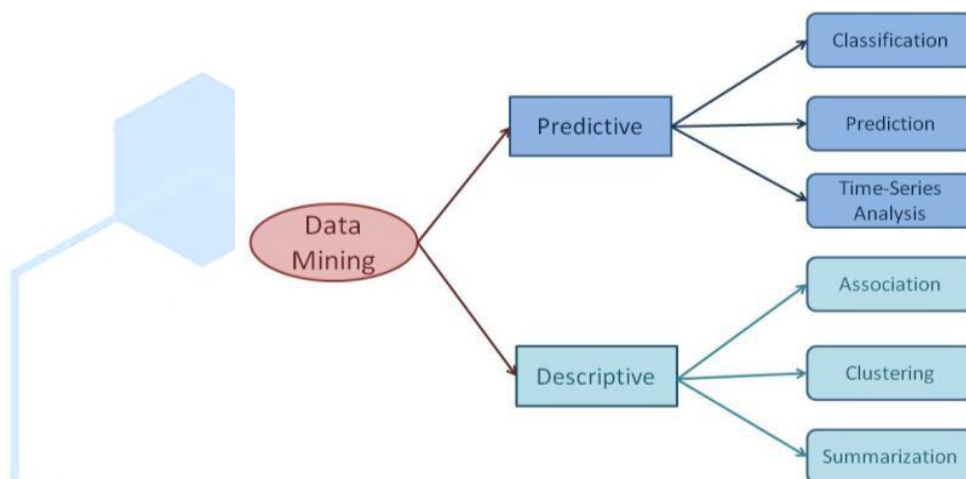 Data
Mining
Predictive
Classification
Prediction
Time-Series
Analysis
Descriptive
Association
Clustering
Summarization